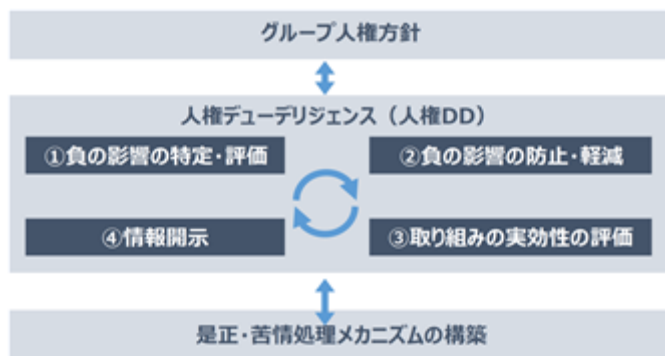 グループ人権方針
人権デューデリジェンス（人権DD）
①負の影響の特定・評価
②負の影響の防止・軽減
④情報開示
③取り組みの実効性の評価
是正・苦情処理メカニズムの構築